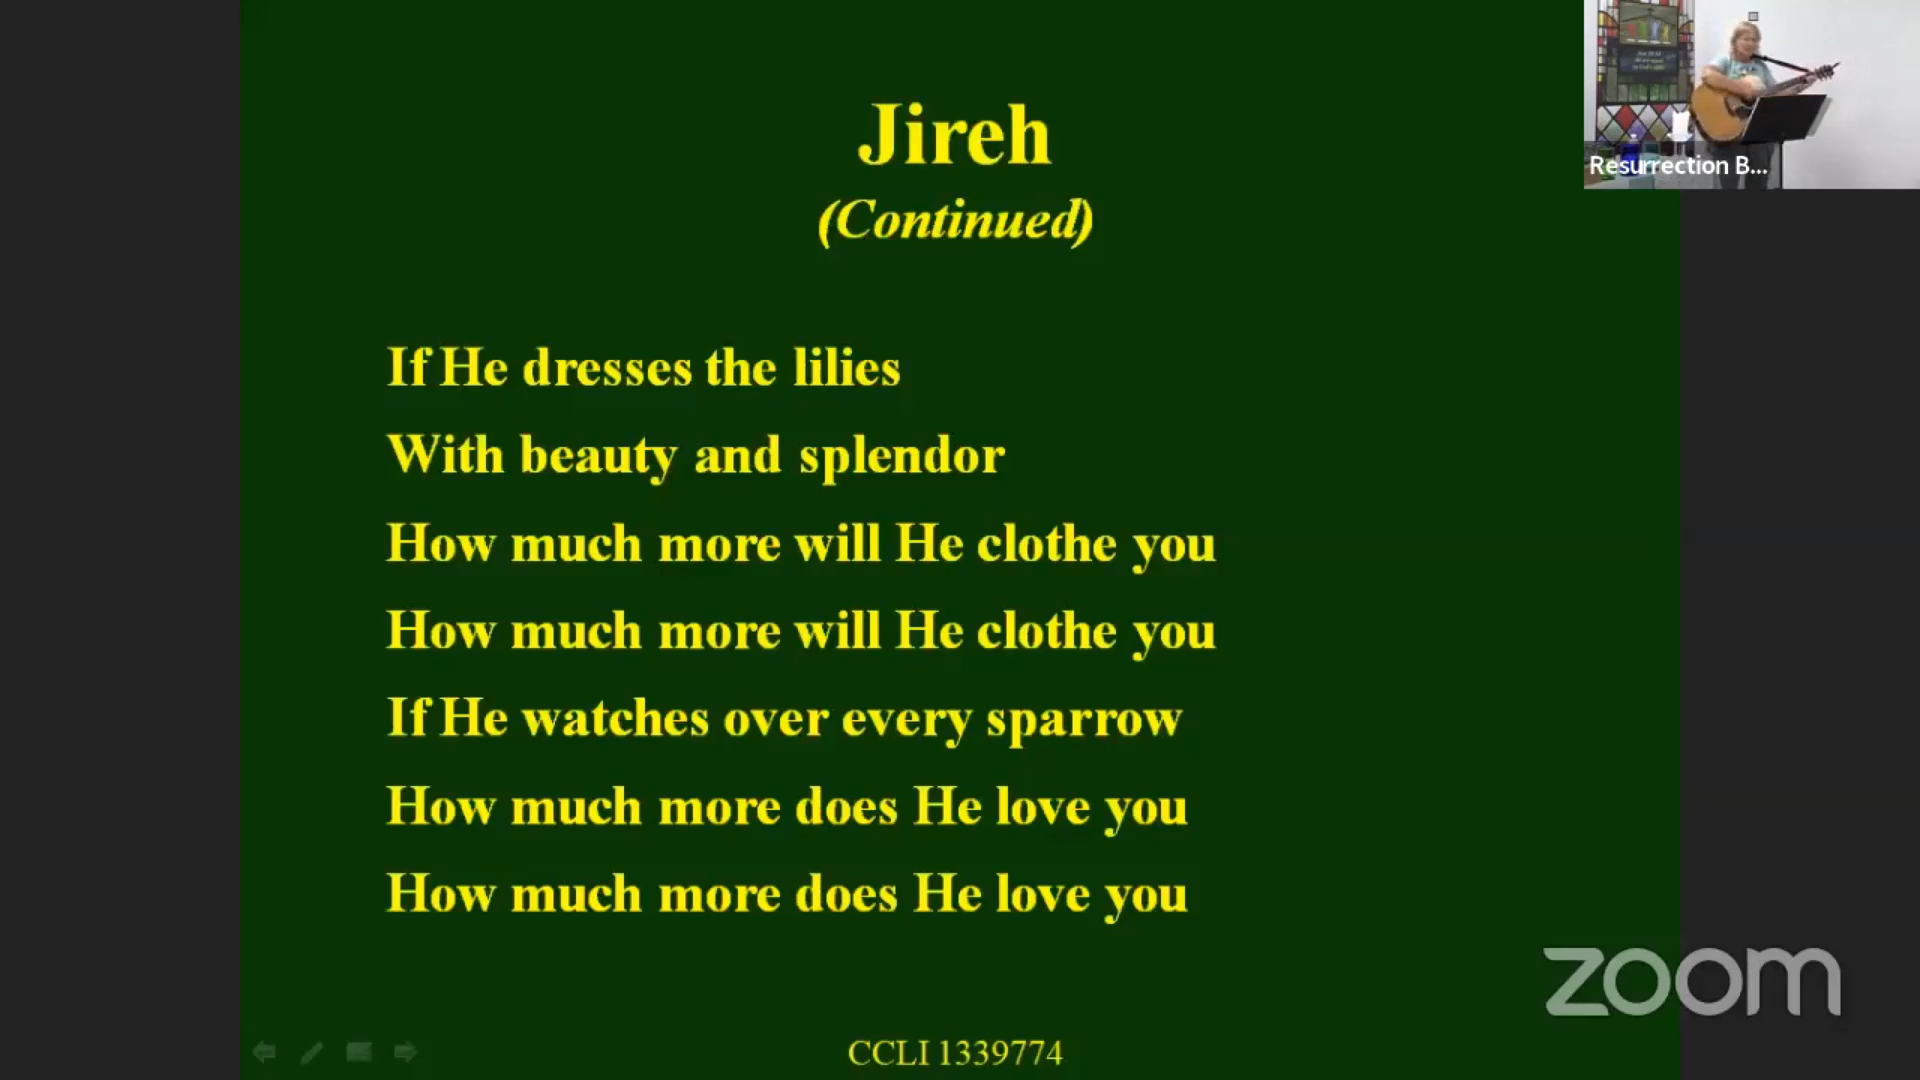 Jireh
(Continued)
If He dresses the lilies
With beauty and splendor
How much more will He clothe you
How much more will He clothe you
If He watches over every sparrow
How much more does He love you
How much more does He love you
CCLI 1339774
Resurrection B...
zoom